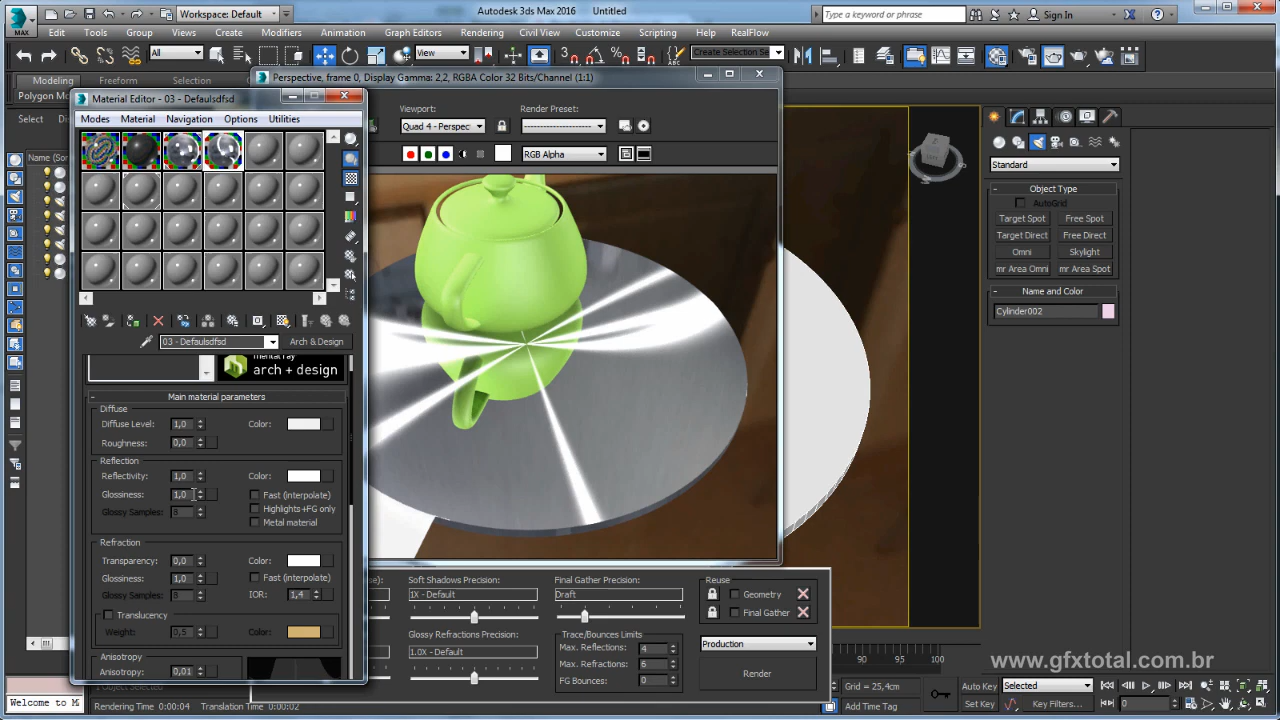 MAX
Workspace: Default
Autodesk 3ds Max 2016
Untitled
Type a keyword or phrase
Sign In
Edit Tools Group Views Create Modifiers Animation Graph Editors Rendering Civil View Customize Scripting Help RealFlow
All
View
Create Selection Se
Modeling Freeform Selection
Polygon Mo
Perspective, frame 0, Display Gamma: 2,2, RGBA Color 32 Bits/Channel (1:1)
Select
Name (Sor
Material Editor - 03 - Defaulsdfsd
Modes Material Navigation Options Utilities
Viewport:
Quad 4 - Perspec
Render Preset:
RGB Alpha
03 - Defaulsdfsd
Arch & Design
mental ray
arch + design
Main material parameters
Diffuse
Diffuse Level: 1,0 Color:
Roughness: 0,0
Reflection
Reflectivity: 1,0 Color:
Glossiness: 1,0 Fast (interpolate)
Highlights+FG only
Glossy Samples: 8
Metal material
Refraction
Transparency: 0,0 Color:
Glossiness: 1,0 Fast (interpolate)
Glossy Samples: 8 IOR: 1,4
Translucency
Weight: 0,5 Color:
Anisotropy
Anisotropy: 0,01
Standard
Object Type
AutoGrid
Target Spot Free Spot
Target Direct Free Direct
Omni Skylight
mr Area Omni mr Area Spot
Name and Color
Cylinder002
Soft Shadows Precision:
1X - Default
Glossy Refractions Precision:
1.0X - Default
Final Gather Precision:
Draft
Trace/Bounces Limits
Max. Reflections: 4
Max. Refractions: 6
FG Bounces: 0
Reuse
Geometry
Final Gather
Production
Render
90 95 100
www.gfxtotal.com.br
1 Object Selected
Welcome to M
Rendering Time 0:00:04 Translation Time 0:00:02
Grid = 25,4cm
Add Time Tag
Auto Key
Selected
Set Key
Key Filters...
0